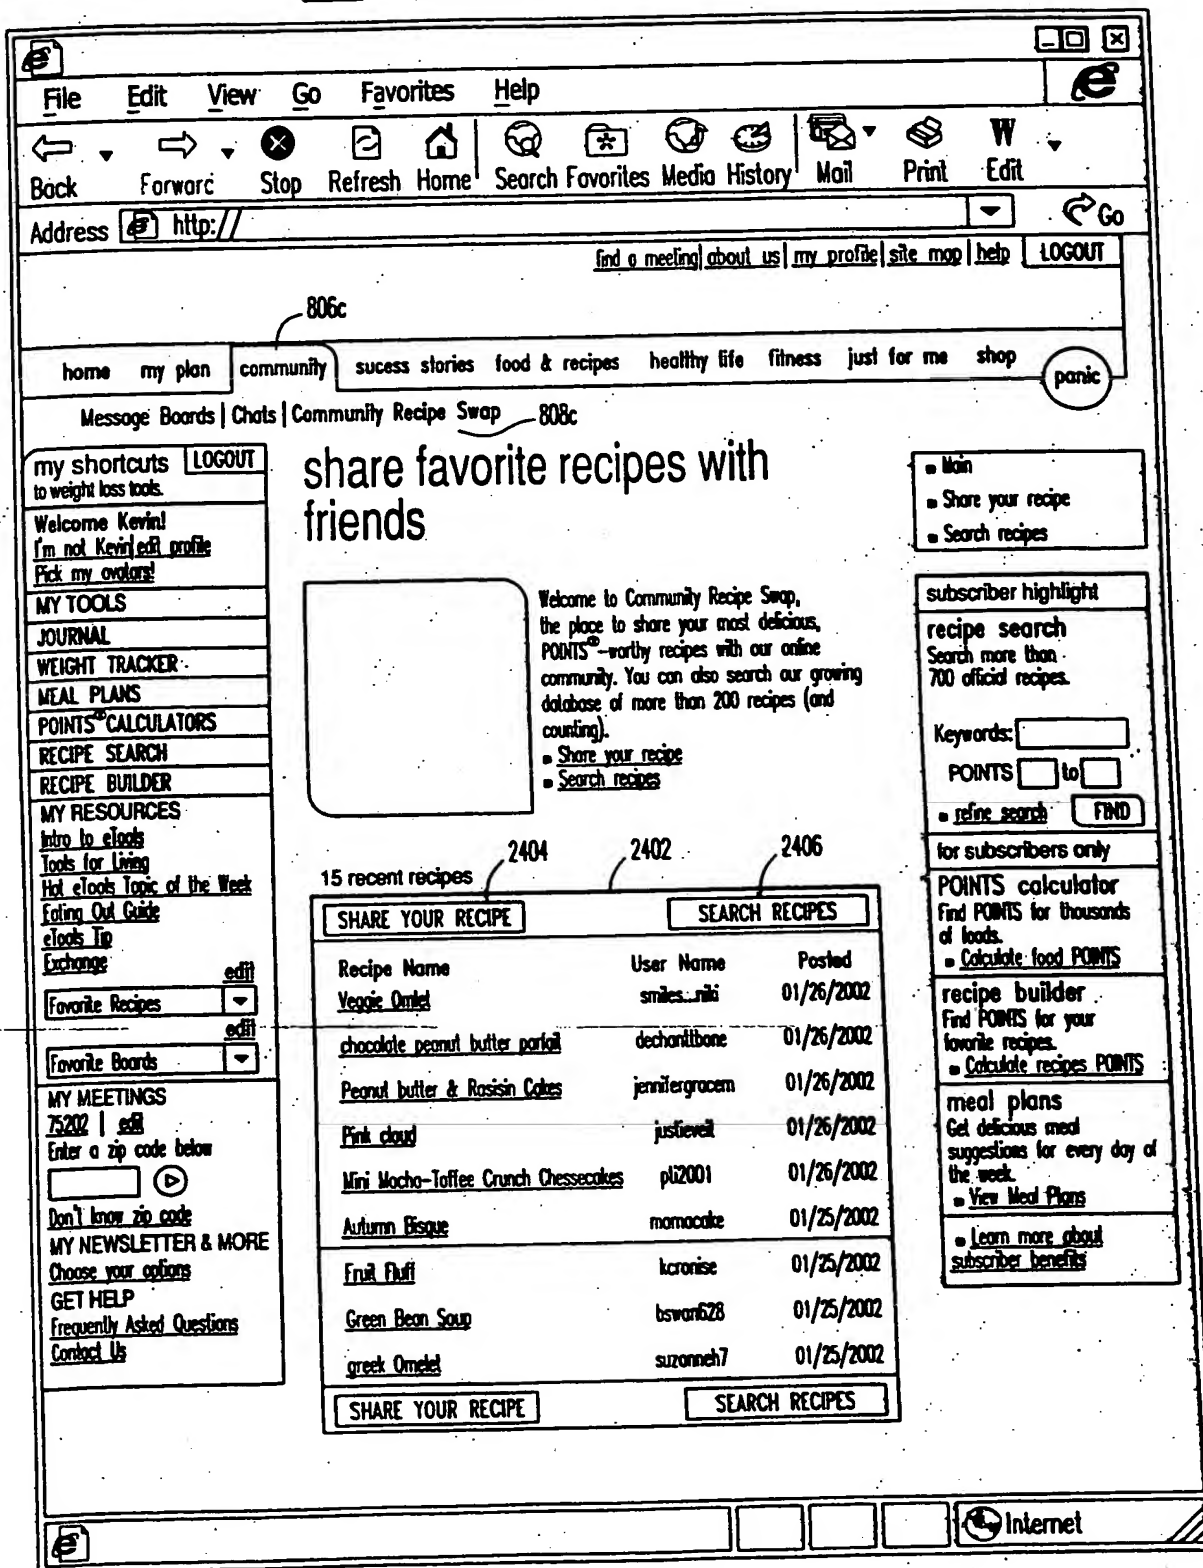 File Edit View Go Favorites Help
Back Forward Stop Refresh Home Search Favorites Media History Mail Print Edit
Address http:// Go
find a meeting| about us| my profile| site map | help LOGOUT
806c
home my plan community sucess stories food & recipes healthy life fitness just for me shop panic
Message Boards | Chats | Community Recipe Swap 808c
my shortcuts LOGOUT
to weight loss tools.
Welcome Kevin!
I'm not Kevin| edit profile
Pick my avatars!
MY TOOLS
JOURNAL
WEIGHT TRACKER
MEAL PLANS
POINTS® CALCULATORS
RECIPE SEARCH
RECIPE BUILDER
MY RESOURCES
Intro to eTools
Tools for Living
Hot eTools Topic of the Week
Eating Out Guide
eTools Tip
Exchange edit
Favorite Recipes
edit
Favorite Boards
MY MEETINGS
75202 | edit
Enter a zip code below
Don't know zip code
MY NEWSLETTER & MORE
Choose your options
GET HELP
Frequently Asked Questions
Contact Us
share favorite recipes with
friends
Welcome to Community Recipe Swap,
the place to share your most delicious,
POINTS®-worthy recipes with our online
community. You can also search our growing
database of more than 200 recipes (and
counting).
Share your recipe
Search recipes
2404 2402 2406
15 recent recipes
SHARE YOUR RECIPE SEARCH RECIPES
Recipe Name User Name Posted
Veggie Omlet smiles_niki 01/26/2002
chocolate peanut butter parfait 01/26/2002
Peanut butter & Rasisin Cakes jennifergracem 01/26/2002
Pink cloud 01/26/2002
Mini Mocha-Toffee Crunch Chessecakes 01/26/2002
Autumn Bisque momacake 01/25/2002
Fruit Fluff kcronise 01/25/2002
Green Bean Soup bswan628 01/25/2002
greek Omelet suzanneh7 01/25/2002
SHARE YOUR RECIPE SEARCH RECIPES
Main
Share your recipe
Search recipes
subscriber highlight
recipe search
Search more than
700 official recipes.
Keywords:
POINTS to
refine search FIND
for subscribers only
POINTS calculator
Find POINTS for thousands
of foods.
Calculate food POINTS
recipe builder
Find POINTS for your
favorite recipes.
Calculate recipes POINTS
meal plans
Get delicious meal
suggestions for every day of
the week.
View Meal Plans
Learn more about
subscriber benefits
Internet